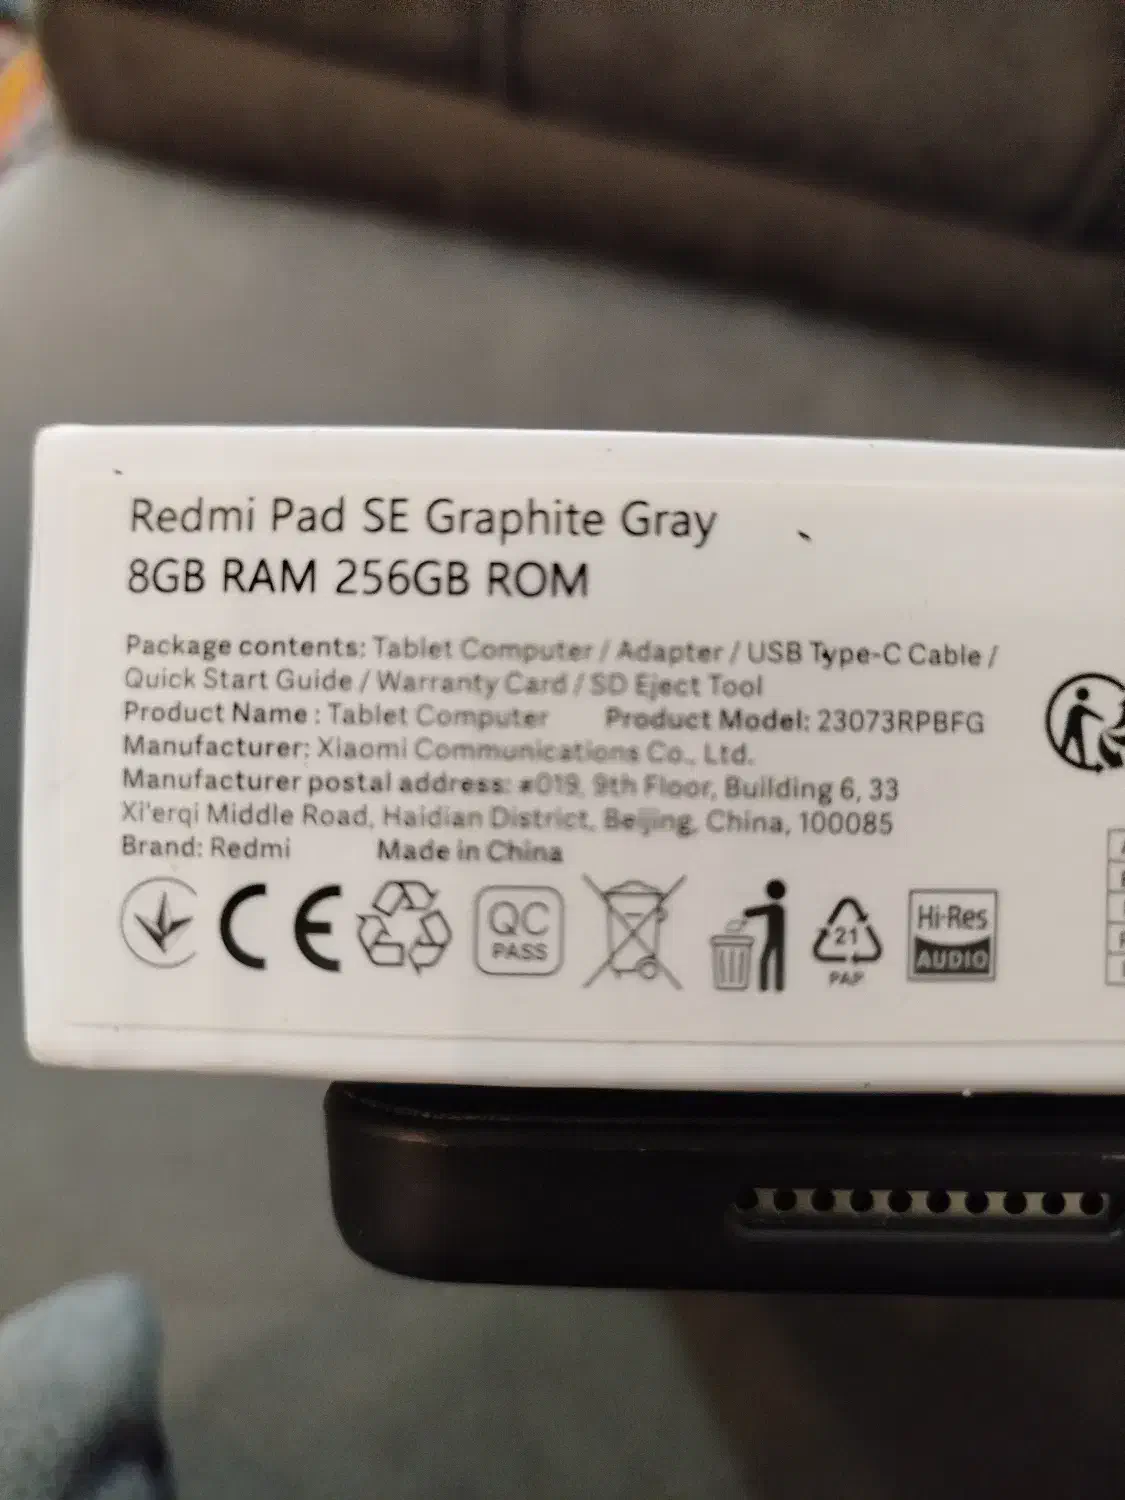 Redmi Pad SE Graphite Gray
8GB RAM 256GB ROM
Package contents: Tablet Computer / Adapter / USB Type-C Cable /
Quick Start Guide / Warranty Card / SD Eject Tool
Product Name : Tablet Computer Product Model: 23073RPBFG
Manufacturer: Xiaomi Communications Co., Ltd.
Manufacturer postal address: #019, 9th Floor, Building 6, 33
Xi'erqi Middle Road, Haidian District, Beijing, China, 100085
Brand: Redmi Made in China
CE
QC
PASS
21
PAP
Hi-Res
AUDIO